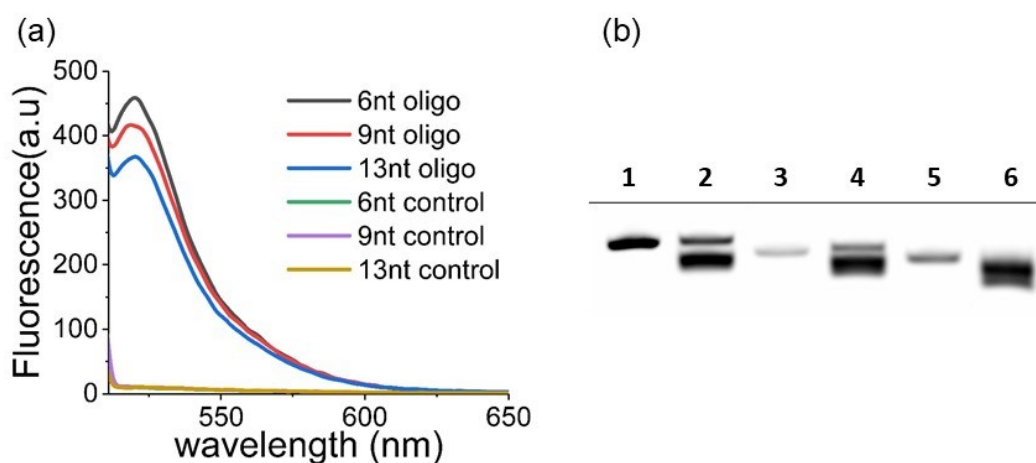 (a)
500
400
300
200
100
0
Fluorescence(a.u)
6nt oligo
9nt oligo
13nt oligo
6nt control
9nt control
13nt control
550
600
650
wavelength (nm)
(b)
1 2 3 4 5 6